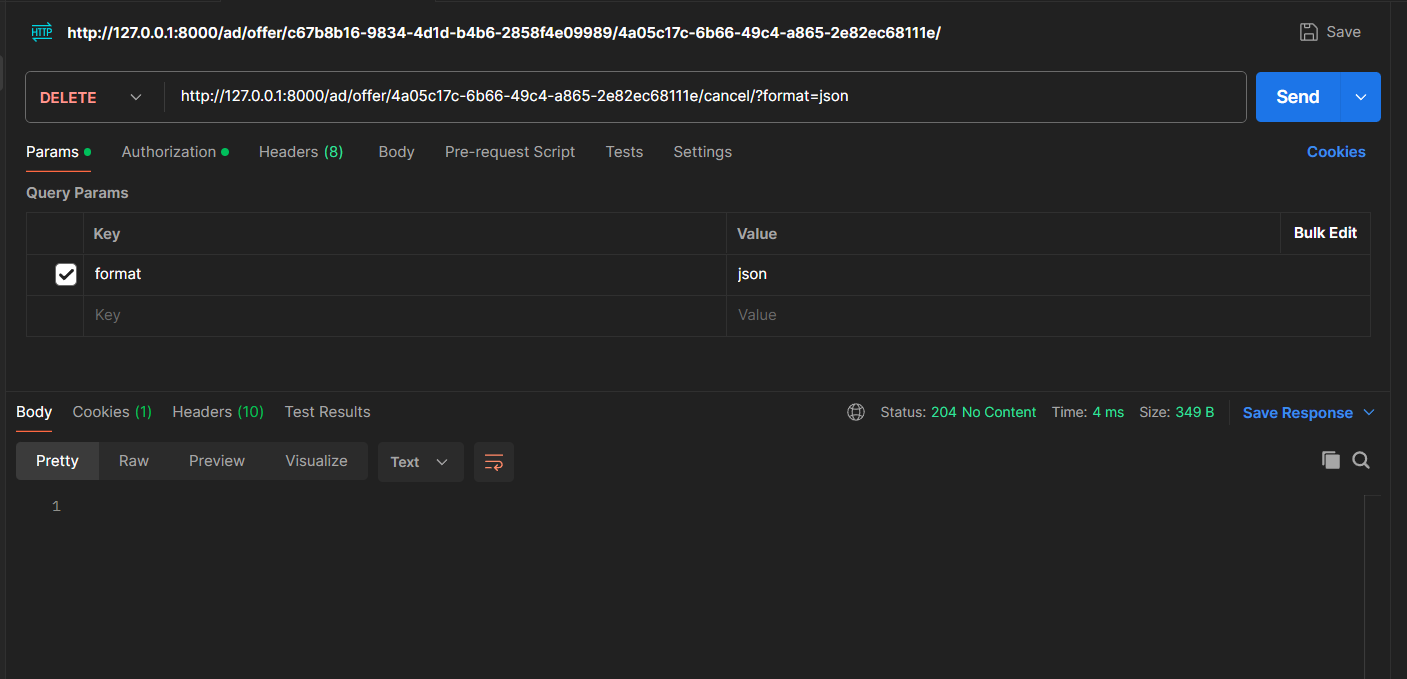 HTTP http://127.0.0.1:8000/ad/offer/c67b8b16-9834-4d1d-b4b6-2858f4e09989/4a05c17c-6b66-49c4-a865-2e82ec68111e/ Save
DELETE http://127.0.0.1:8000/ad/offer/4a05c17c-6b66-49c4-a865-2e82ec68111e/cancel/?format=json Send
Params Authorization Headers (8) Body Pre-request Script Tests Settings Cookies
Query Params
Key Value Bulk Edit
format json
Key Value
Body Cookies (1) Headers (10) Test Results Status: 204 No Content Time: 4 ms Size: 349 B Save Response
Pretty Raw Preview Visualize Text
1